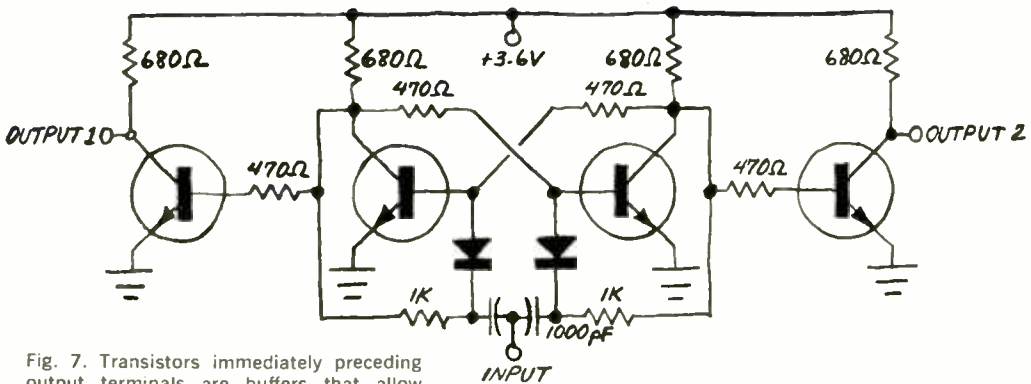 680Ω
680Ω
+3.6V
680Ω
680Ω
470Ω
470Ω
OUTPUT 1
OUTPUT 2
470Ω
470Ω
1K
1K
1000pF
INPUT
Fig. 7. Transistors immediately preceding
output terminals are buffers that allow